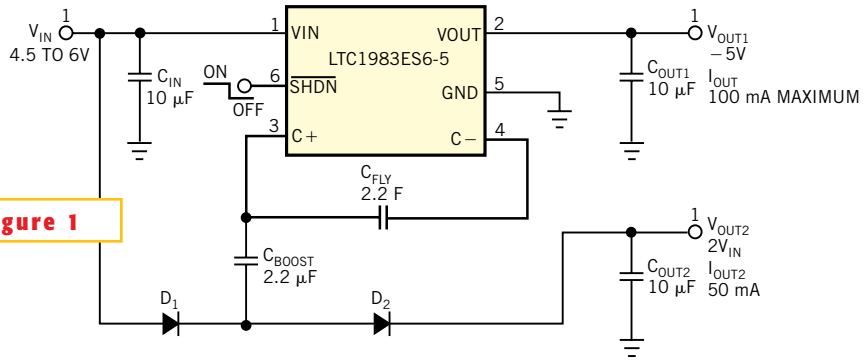 1
V_IN
4.5 TO 6V
C_IN
10 μF
ON
OFF
1
VIN
VOUT
2
LTC1983ES6-5
6
SHDN
GND
5
3
C+
C−
4
1
V_OUT1
−5V
I_OUT
100 mA MAXIMUM
C_OUT1
10 μF
C_FLY
2.2 F
gure 1
C_BOOST
2.2 μF
D_1
D_2
1
V_OUT2
2V_IN
I_OUT2
50 mA
C_OUT2
10 μF